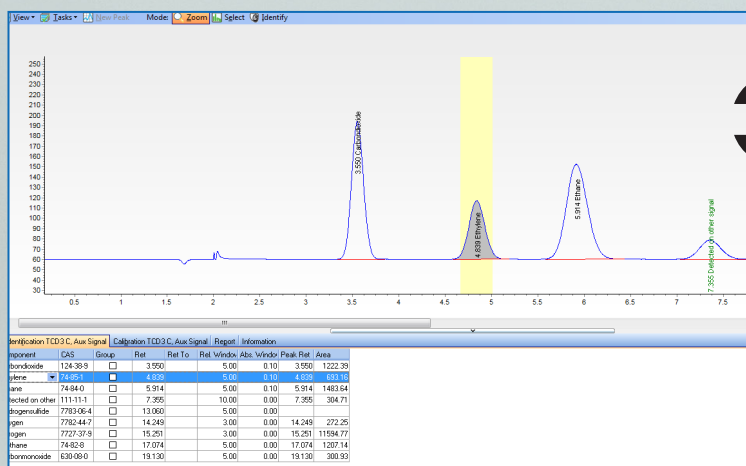 View Tasks New Peak Mode: Zoom Select Identify
250
240
230
220
210
200
190
180
170
160
150
140
130
120
110
100
90
80
70
60
50
40
30
3.550 Carbondioxide
4.839 Ethylene
5.914 Ethane
7.355 Detected on other signal
0.5 1 1.5 2 2.5 3 3.5 4 4.5 5 5.5 6 6.5 7 7.5
dentification TCD3 C, Aux Signal Calibration TCD3 C, Aux Signal Report Information
mponent CAS Group Ret Ret To Rel. Window Abs. Window Peak Ret Area
rbondioxide 124-38-9 3.550 5.00 0.10 3.550 1222.39
ylene 74-85-1 4.839 5.00 0.10 4.839 693.16
ane 74-84-0 5.914 5.00 0.10 5.914 1483.64
tected on other 111-11-1 7.355 10.00 0.00 7.355 304.71
drogensulfide 7783-06-4 13.060 5.00 0.00
ygen 7782-44-7 14.249 3.00 0.00 14.249 272.25
rogen 7727-37-9 15.251 3.00 0.00 15.251 11594.77
thane 74-82-8 17.074 5.00 0.00 17.074 1207.14
rbonmonoxide 630-08-0 19.130 5.00 0.00 19.130 300.93